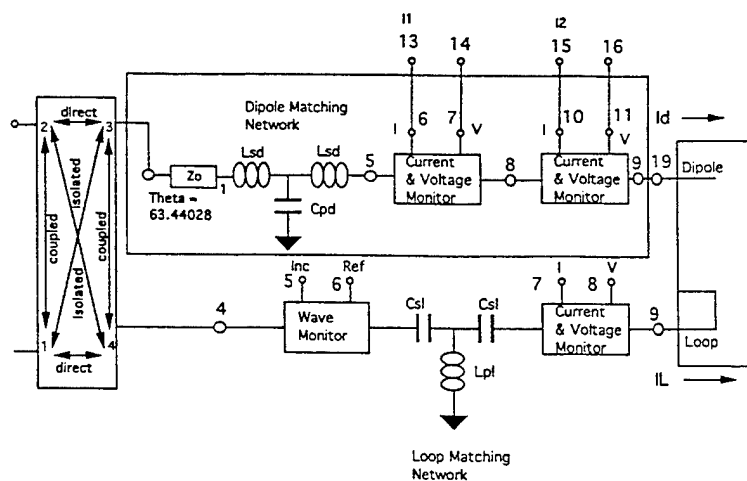 I1
I2
13
14
15
16
direct
2
3
Isolated
Isolated
coupled
coupled
1
4
direct
Dipole Matching
Network
Zo
1
Theta =
63.44028
Lsd
Lsd
Cpd
5
I
6
7
V
Current
& Voltage
Monitor
8
I
10
11
V
Current
& Voltage
Monitor
9
19
Id
Dipole
4
Inc
5
Ref
6
Wave
Monitor
Csl
Csl
Lpl
I
7
V
8
Current
& Voltage
Monitor
9
Loop
IL
Loop Matching
Network